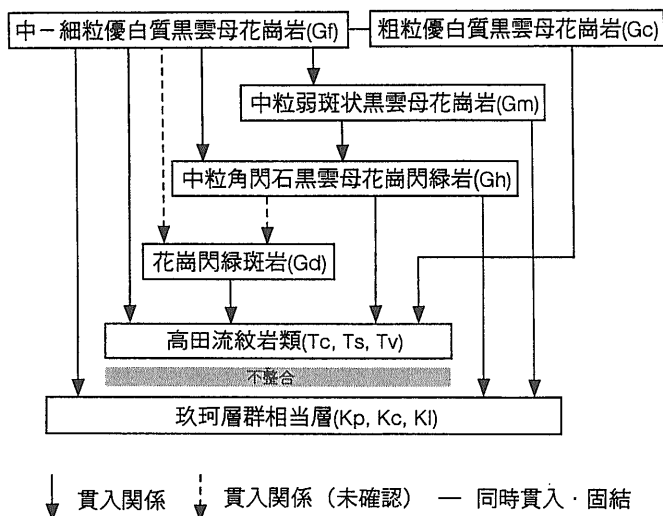 中－細粒優白質黒雲母花崗岩(Gf)
粗粒優白質黒雲母花崗岩(Gc)
中粒弱斑状黒雲母花崗岩(Gm)
中粒角閃石黒雲母花崗閃緑岩(Gh)
花崗閃緑斑岩(Gd)
高田流紋岩類(Tc, Ts, Tv)
不整合
玖珂層群相当層(Kp, Kc, Kl)
貫入関係
貫入関係（未確認）
同時貫入・固結